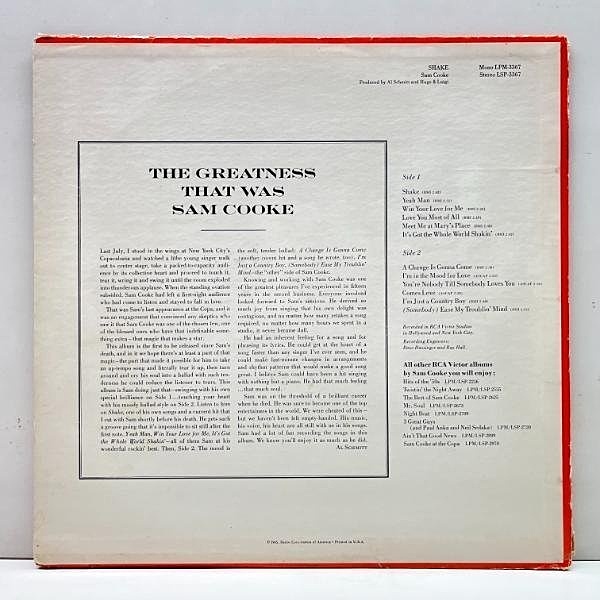 SHAKE Mono LPM-3367
Sam Cooke Stereo LSP-3367
Produced by Al Schmitt and Hugo & Luigi
THE GREATNESS
THAT WAS
SAM COOKE
Last July, I stood in the wings at New York City's
Copacabana and watched a lithe young singer walk
out to center stage, take a packed-to-capacity audi-
ence by its collective heart and proceed to touch it,
tear it, swing it and swing it until the room exploded
into thunderous applause. When the standing ovation
subsided, Sam Cooke had left a first-night audience
who had come to listen and stayed to fall in love.
That was Sam's last appearance at the Copa, and it
was an engagement that convinced any skeptics who
saw it that Sam Cooke was one of the chosen few, one
of the blessed ones who have that indefinable some-
thing extra—that magic that makes a star.
This album is the first to be released since Sam's
death, and in it we hope there's at least a part of that
magic—the part that made it possible for him to take
an up-tempo song and literally tear it up, then turn
around and cry his soul into a ballad with such ten-
derness he could reduce the listener to tears. This
album is Sam doing just that—swinging with his own
special brilliance on Side 1...touching your heart
with his moody ballad style on Side 2. Listen to him
on Shake, one of his own songs and a current hit that
I cut with Sam shortly before his death. He gets such
a groove going that it's impossible to sit still after the
first note. Yeah Man, Win Your Love for Me, It's Got
the Whole World Shakin'—all of them Sam at his
wonderful rockin' best. Then, Side 2. The mood is
the soft, tender ballad; A Change Is Gonna Come
(another recent hit and a song he wrote, too), I'm
Just a Country Boy, (Somebody) Ease My Troublin'
Mind—the "other" side of Sam Cooke.
Knowing and working with Sam Cooke was one
of the greatest pleasures I've experienced in fifteen
years in the record business. Everyone involved
looked forward to Sam's sessions. He derived so
much joy from singing that his own delight was
contagious, and no matter how many retakes a song
required, no matter how many hours we spent in a
studio, it never became dull.
He had an inherent feeling for a song and for
phrasing its lyrics. He could get at the heart of a
song faster than any singer I've ever seen, and he
could make last-minute changes in arrangements
and rhythm patterns that would make a good song
great. I believe Sam could have been a hit singing
with nothing but a piano. He had that much feeling
...that much soul.
Sam was on the threshold of a brilliant career
when he died. He was sure to become one of the top
entertainers in the world. We were cheated of this—
but we haven't been left empty-handed. His music,
his voice, his heart are all still with us in his songs.
Sam had a lot of fun recording the songs in this
album. We know you'll enjoy it as much as he did.
AL SCHMITT
Side 1
Shake
Yeah Man
Win Your Love for Me
Love You Most of All
Meet Me at Mary's Place
It's Got the Whole World Shakin'
Side 2
A Change Is Gonna Come
I'm in the Mood for Love
You're Nobody Till Somebody Loves You
Comes Love
I'm Just a Country Boy
(Somebody) Ease My Troublin' Mind
Recorded in RCA Victor Studios
in Hollywood and New York City.
Recording Engineers:
Dave Hassinger and Ray Hall
All other RCA Victor albums
by Sam Cooke you will enjoy:
Hits of the '50s LPM/LSP-2236
Twistin' the Night Away LPM/LSP-2555
The Best of Sam Cooke LPM/LSP-2625
Mr. Soul LPM/LSP-2673
Night Beat LPM/LSP-2709
3 Great Guys
(and Paul Anka and Neil Sedaka) LPM/LSP-2720
Ain't That Good News LPM/LSP-2899
Sam Cooke at the Copa LPM/LSP-2970
© 1965, Radio Corporation of America • Printed in U.S.A.